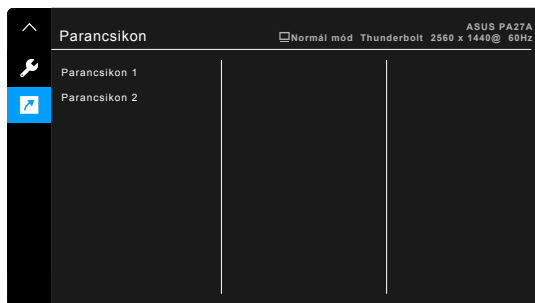 ASUS PA27A
Parancsikon
Normál mód Thunderbolt 2560 x 1440@ 60Hz
Parancsikon 1
Parancsikon 2